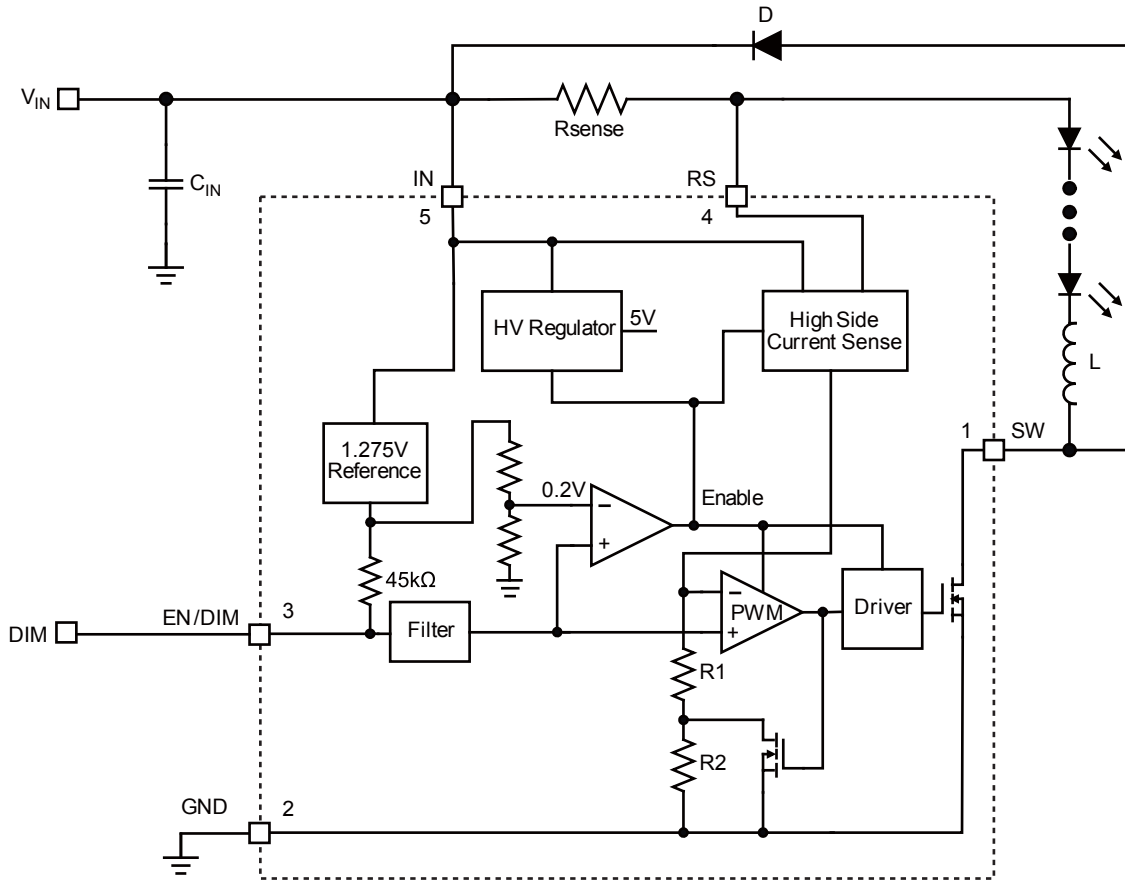 D
VIN
Rsense
CIN
IN
RS
5
4
HV Regulator
5V
High Side
Current Sense
L
1
SW
1.275V
Reference
0.2V
−
+
Enable
45kΩ
−
PWM
+
Driver
EN/DIM
3
DIM
Filter
R1
R2
GND
2